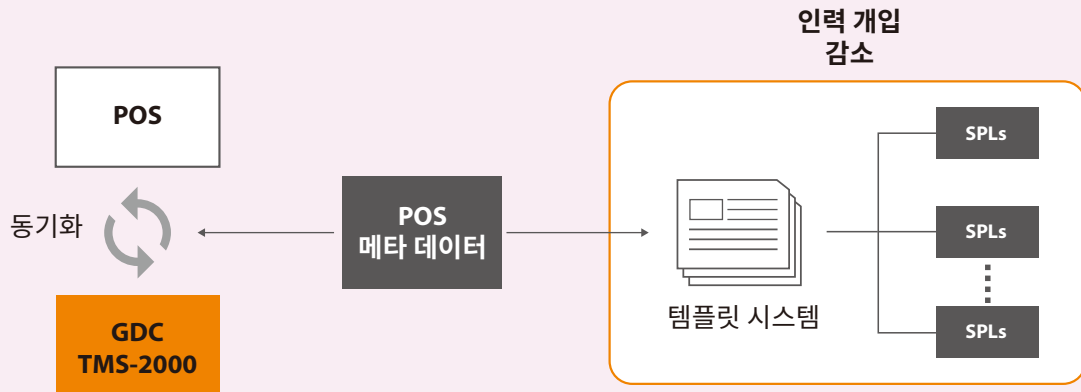 인력 개입
감소
POS
동기화
GDC
TMS-2000
POS
메타 데이터
템플릿 시스템
SPLs
SPLs
SPLs